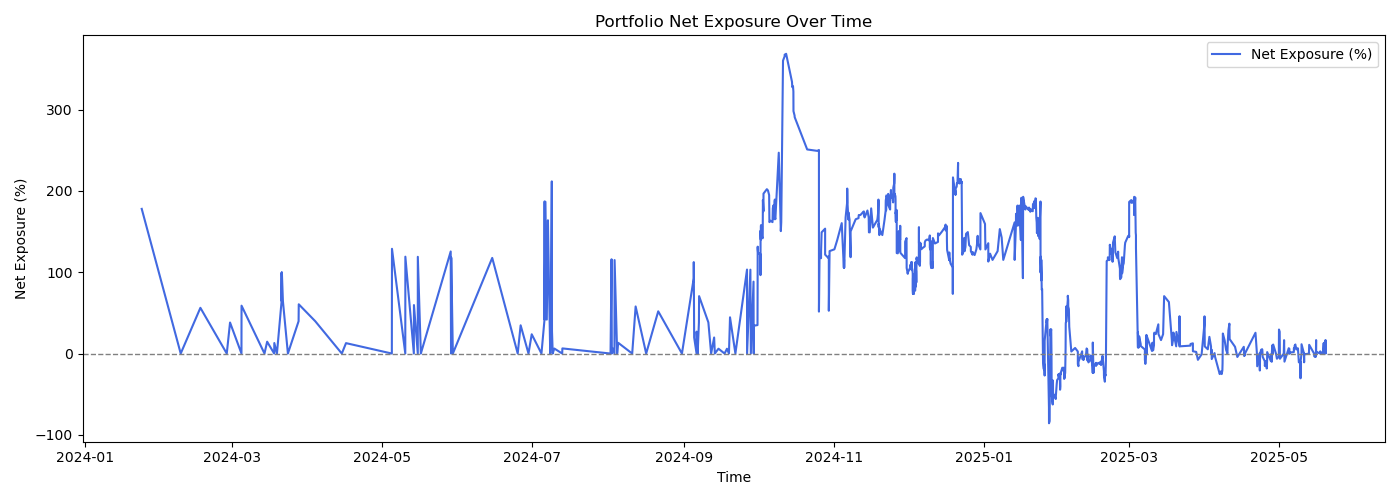 Portfolio Net Exposure Over Time
Net Exposure (%)
Net Exposure (%)
300
200
100
0
−100
2024-01 2024-03 2024-05 2024-07 2024-09 2024-11 2025-01 2025-03 2025-05
Time